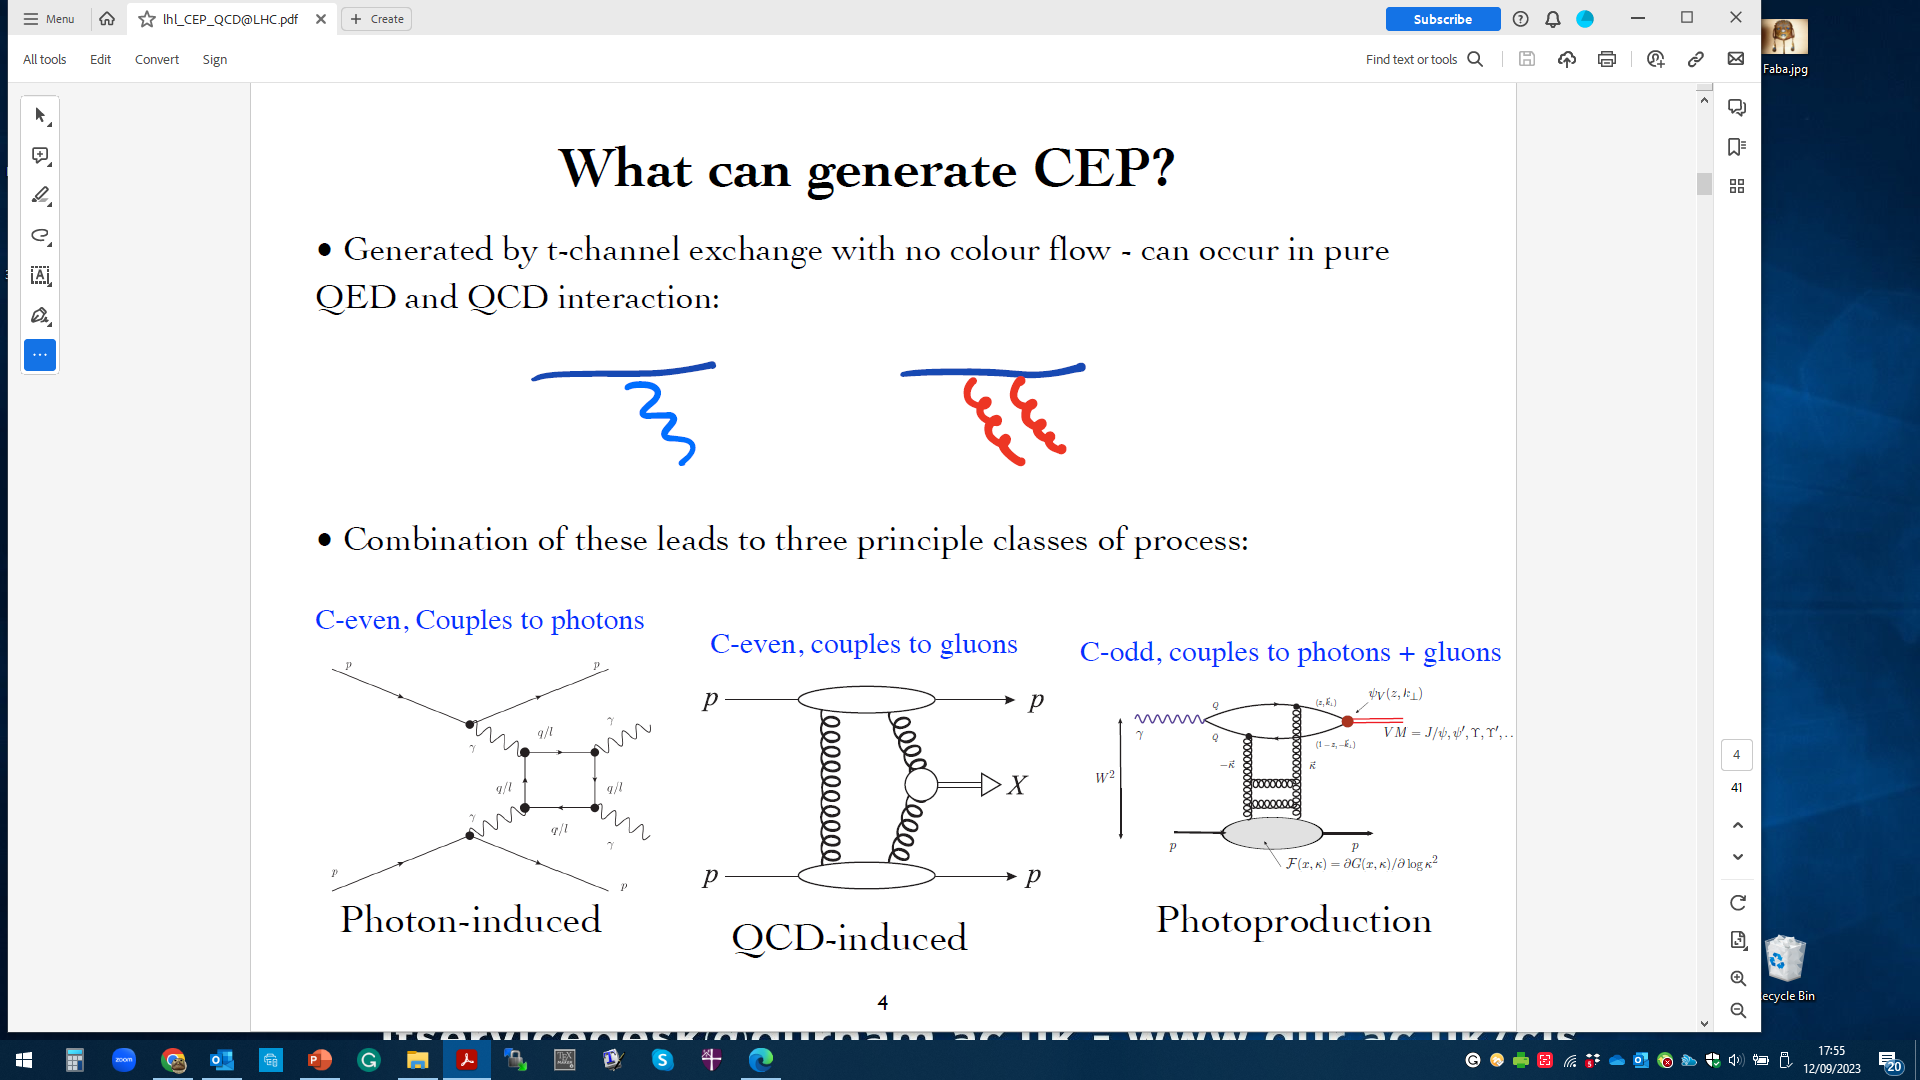 Menu
lhl_CEP_QCD@LHC.pdf
Create
Subscribe
All tools
Edit
Convert
Sign
Find text or tools
Faba.jpg
What can generate CEP?
• Generated by t-channel exchange with no colour flow - can occur in pure
QED and QCD interaction:
• Combination of these leads to three principle classes of process:
C-even, Couples to photons
C-even, couples to gluons
C-odd, couples to photons + gluons
p p
γ q/l γ
q/l q/l
γ q/l γ
p p
Photon-induced
p p
X
p p
QCD-induced
γ Q Q (z, k⊥) (1 − z, −k⊥) ψV(z, k⊥)
VM = J/ψ, ψ′, Υ, Υ′, . .
W² −κ⃗ κ⃗
p p
F(x, κ) = ∂G(x, κ)/∂ log κ²
Photoproduction
4
4
41
ecycle Bin
17:55
12/09/2023
20